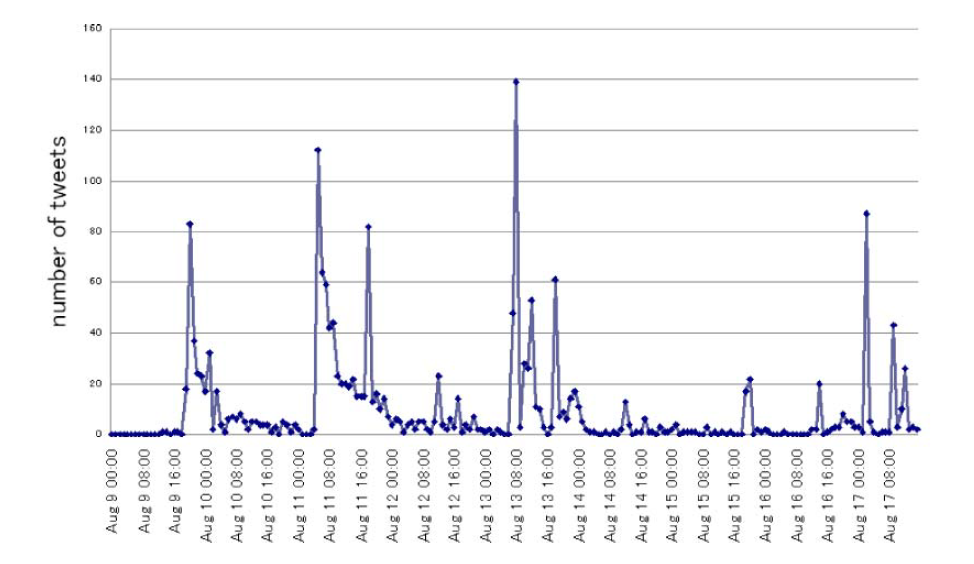 160
140
120
100
80
60
40
20
0
number of tweets
Aug 9 00:00
Aug 9 08:00
Aug 9 16:00
Aug 10 00:00
Aug 10 08:00
Aug 10 16:00
Aug 11 00:00
Aug 11 08:00
Aug 11 16:00
Aug 12 00:00
Aug 12 08:00
Aug 12 16:00
Aug 13 00:00
Aug 13 08:00
Aug 13 16:00
Aug 14 00:00
Aug 14 08:00
Aug 14 16:00
Aug 15 00:00
Aug 15 08:00
Aug 15 16:00
Aug 16 00:00
Aug 16 08:00
Aug 16 16:00
Aug 17 00:00
Aug 17 08:00